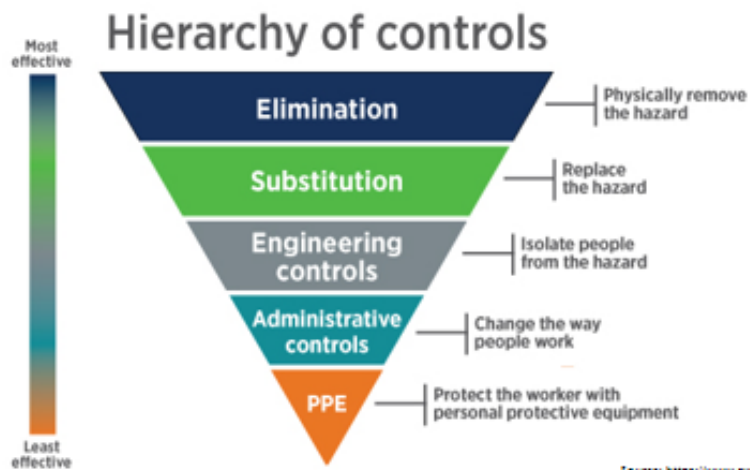 Hierarchy of controls
Most
effective
Elimination
Physically remove
the hazard
Substitution
Replace
the hazard
Engineering
controls
Isolate people
from the hazard
Administrative
controls
Change the way
people work
PPE
Protect the worker with
personal protective equipment
Least
effective